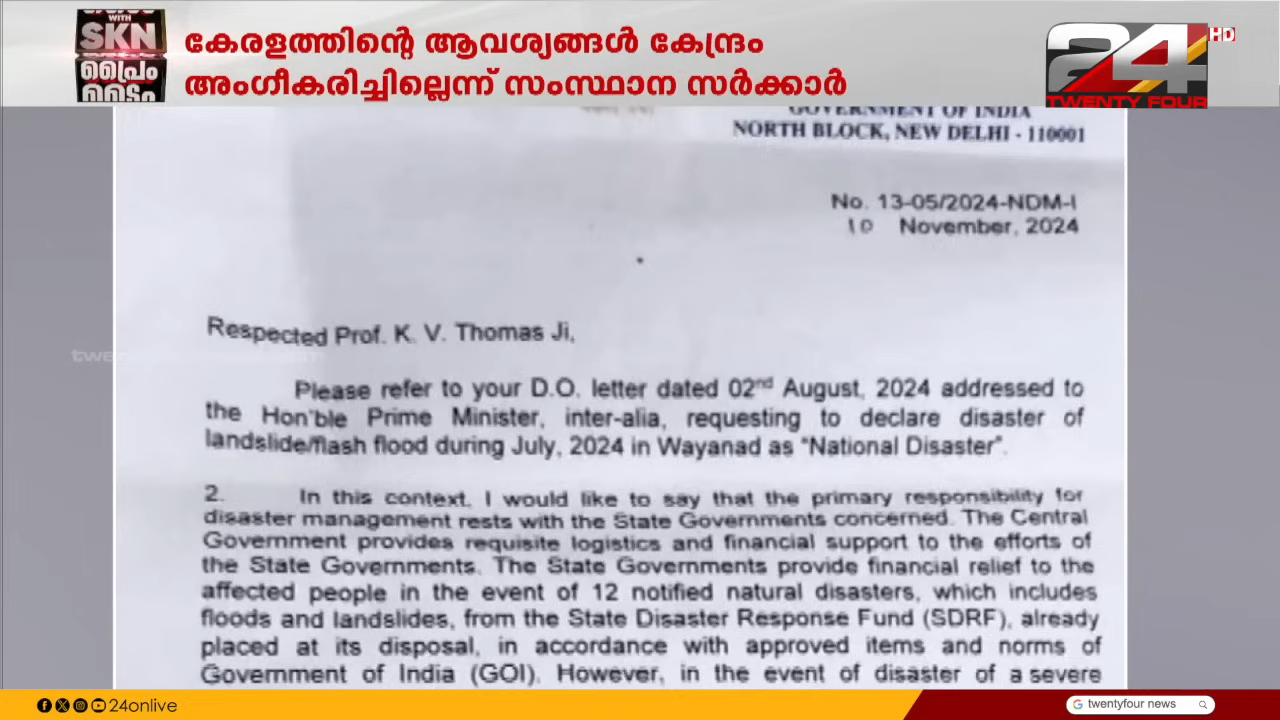 WITH
SKN
പ്രൈം
ടൈം
കേരളത്തിന്റെ ആവശ്യങ്ങൾ കേന്ദ്രം
അംഗീകരിച്ചില്ലെന്ന് സംസ്ഥാന സർക്കാർ
24
HD
TWENTY FOUR
GOVERNMENT OF INDIA
NORTH BLOCK, NEW DELHI - 110001
No. 13-05/2024-NDM-I
10 November, 2024
Respected Prof. K. V. Thomas Ji,
Please refer to your D.O. letter dated 02nd August, 2024 addressed to
the Hon'ble Prime Minister, inter-alia, requesting to declare disaster of
landslide/flash flood during July, 2024 in Wayanad as "National Disaster".
2. In this context, I would like to say that the primary responsibility for
disaster management rests with the State Governments concerned. The Central
Government provides requisite logistics and financial support to the efforts of
the State Governments. The State Governments provide financial relief to the
affected people in the event of 12 notified natural disasters, which includes
floods and landslides, from the State Disaster Response Fund (SDRF), already
placed at its disposal, in accordance with approved items and norms of
Government of India (GOI). However, in the event of disaster of a severe
24onlive
twentyfour news